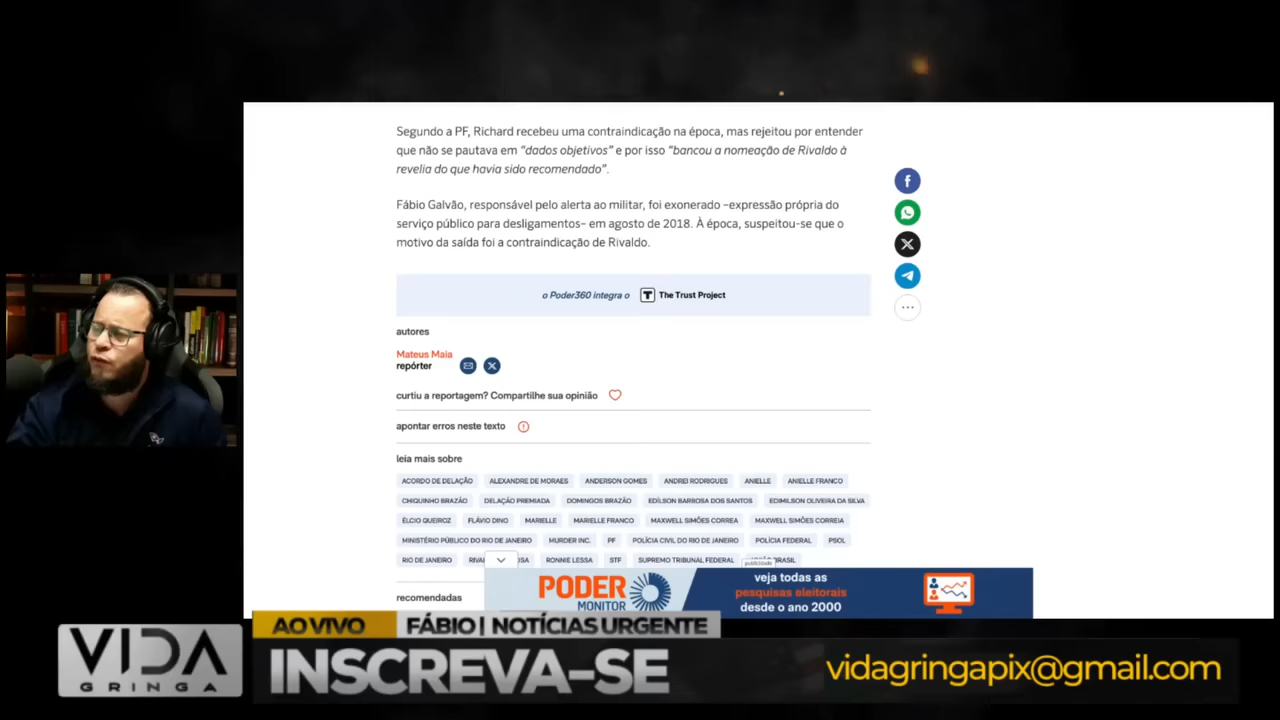 Segundo a PF, Richard recebeu uma contraindicação na época, mas rejeitou por entender
que não se pautava em "dados objetivos" e por isso "bancou a nomeação de Rivaldo à
revelia do que havia sido recomendado".
Fábio Galvão, responsável pelo alerta ao militar, foi exonerado –expressão própria do
serviço público para desligamentos– em agosto de 2018. À época, suspeitou-se que o
motivo da saída foi a contraindicação de Rivaldo.
o Poder360 integra o T The Trust Project
autores
Mateus Maia
repórter
curtiu a reportagem? Compartilhe sua opinião
apontar erros neste texto
leia mais sobre
ACORDO DE DELAÇÃO ALEXANDRE DE MORAES ANDERSON GOMES ANDREI RODRIGUES ANIELLE ANIELLE FRANCO
CHIQUINHO BRAZÃO DELAÇÃO PREMIADA DOMINGOS BRAZÃO EDÍLSON BARBOSA DOS SANTOS EDIMILSON OLIVEIRA DA SILVA
ÉLCIO QUEIROZ FLÁVIO DINO MARIELLE MARIELLE FRANCO MAXWELL SIMÕES CORREA MAXWELL SIMÕES CORREIA
MINISTÉRIO PÚBLICO DO RIO DE JANEIRO MURDER INC. PF POLÍCIA CIVIL DO RIO DE JANEIRO POLÍCIA FEDERAL PSOL
RIO DE JANEIRO RONNIE LESSA STF SUPREMO TRIBUNAL FEDERAL BRASIL
publicidade
recomendadas
PODER
MONITOR
veja todas as
pesquisas eleitorais
desde o ano 2000
AO VIVO FÁBIO | NOTÍCIAS URGENTE
VIDA
GRINGA
INSCREVA-SE
vidagringapix@gmail.com